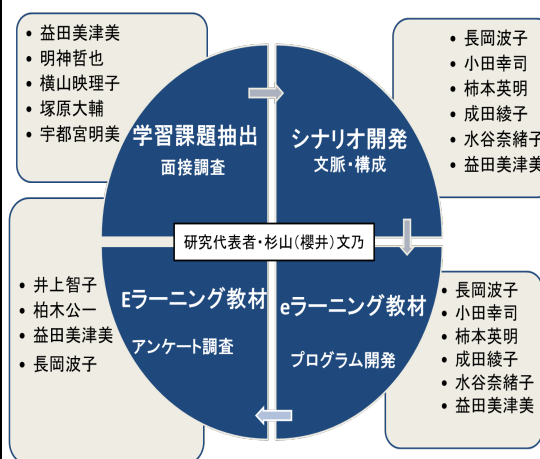 ・益田美津美
・明神哲也
・横山映理子
・塚原大輔
・宇都宮明美
学習課題抽出
面接調査
・長岡波子
・小田幸司
・柿本英明
・成田綾子
・水谷奈緒子
・益田美津美
シナリオ開発
文脈・構成
研究代表者・杉山(櫻井)文乃
・井上智子
・柏木公一
・益田美津美
・長岡波子
Eラーニング教材
アンケート調査
eラーニング教材
プログラム開発
・長岡波子
・小田幸司
・柿本英明
・成田綾子
・水谷奈緒子
・益田美津美